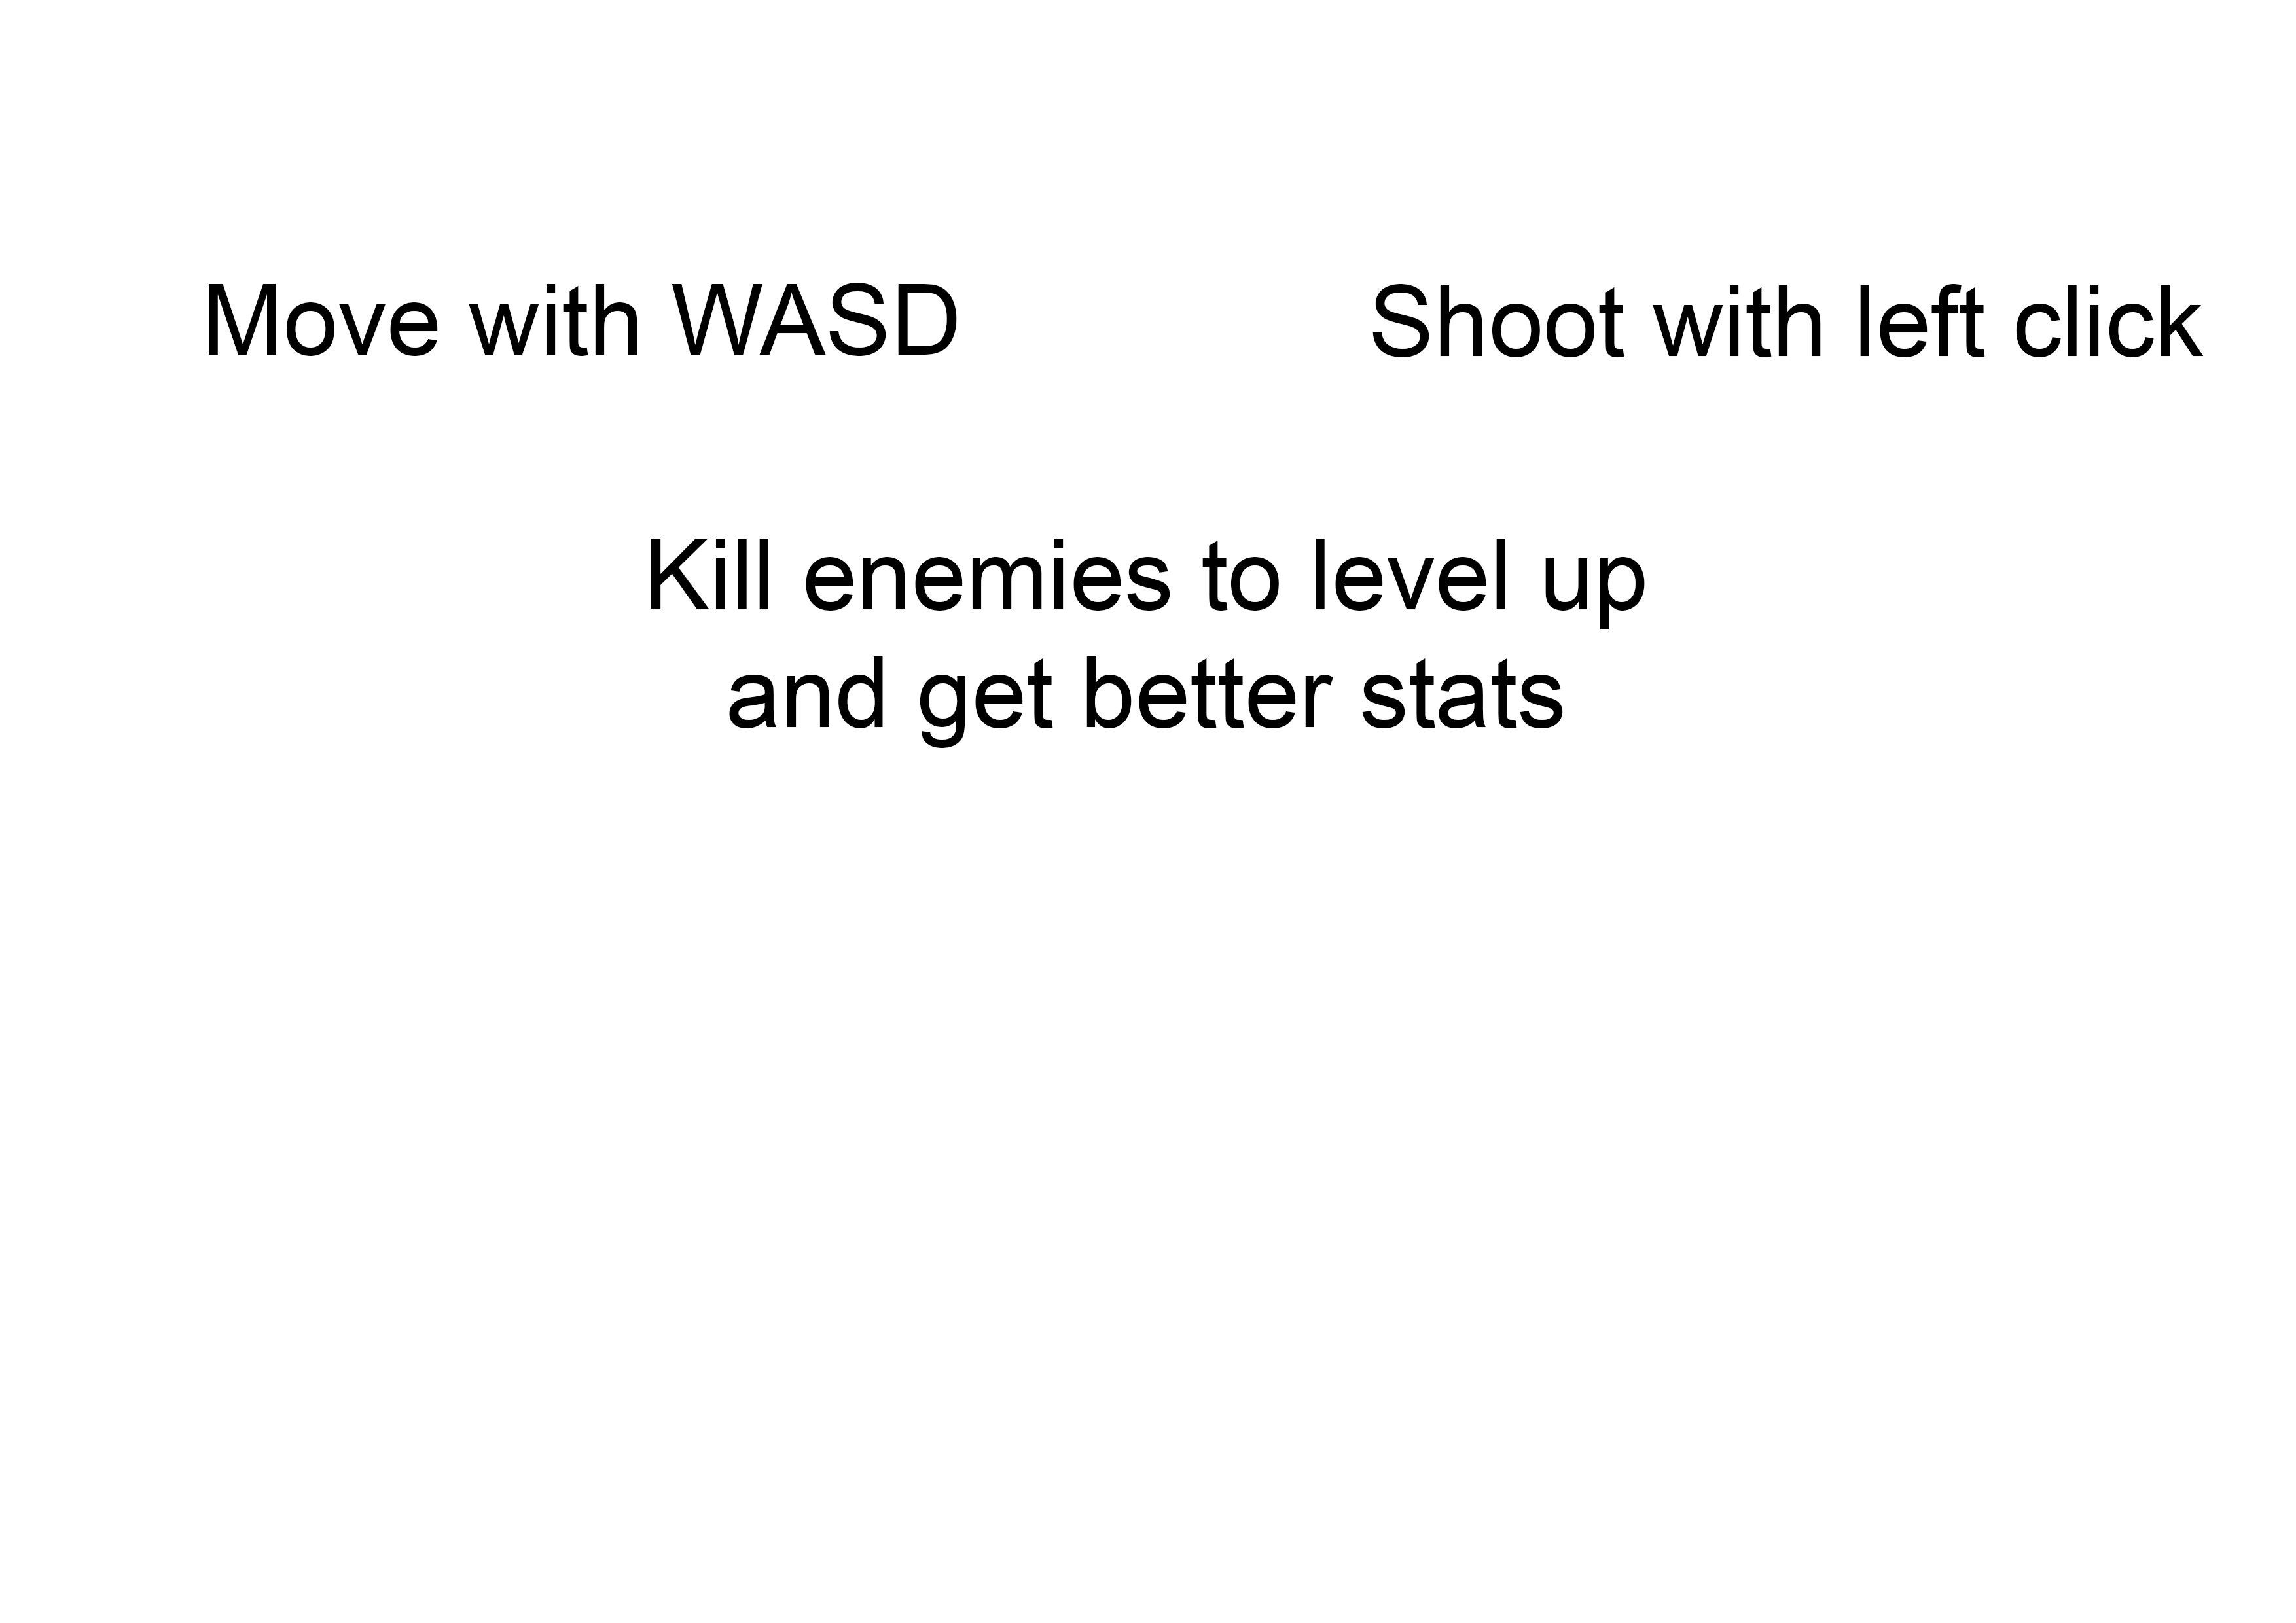 Move with WASD
Shoot with left click
Kill enemies to level up
and get better stats